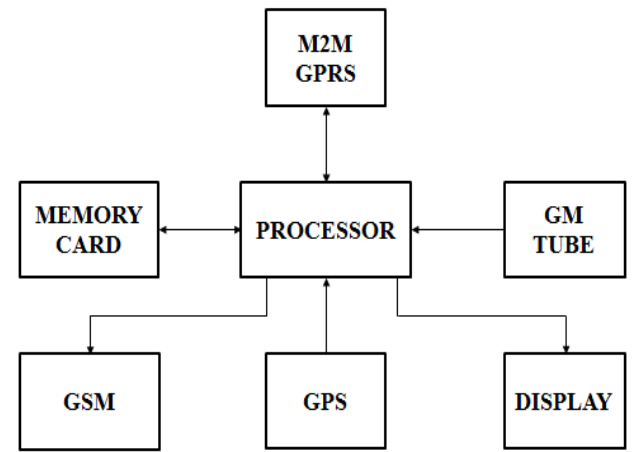 M2M
GPRS
MEMORY
CARD
PROCESSOR
GM
TUBE
GSM
GPS
DISPLAY